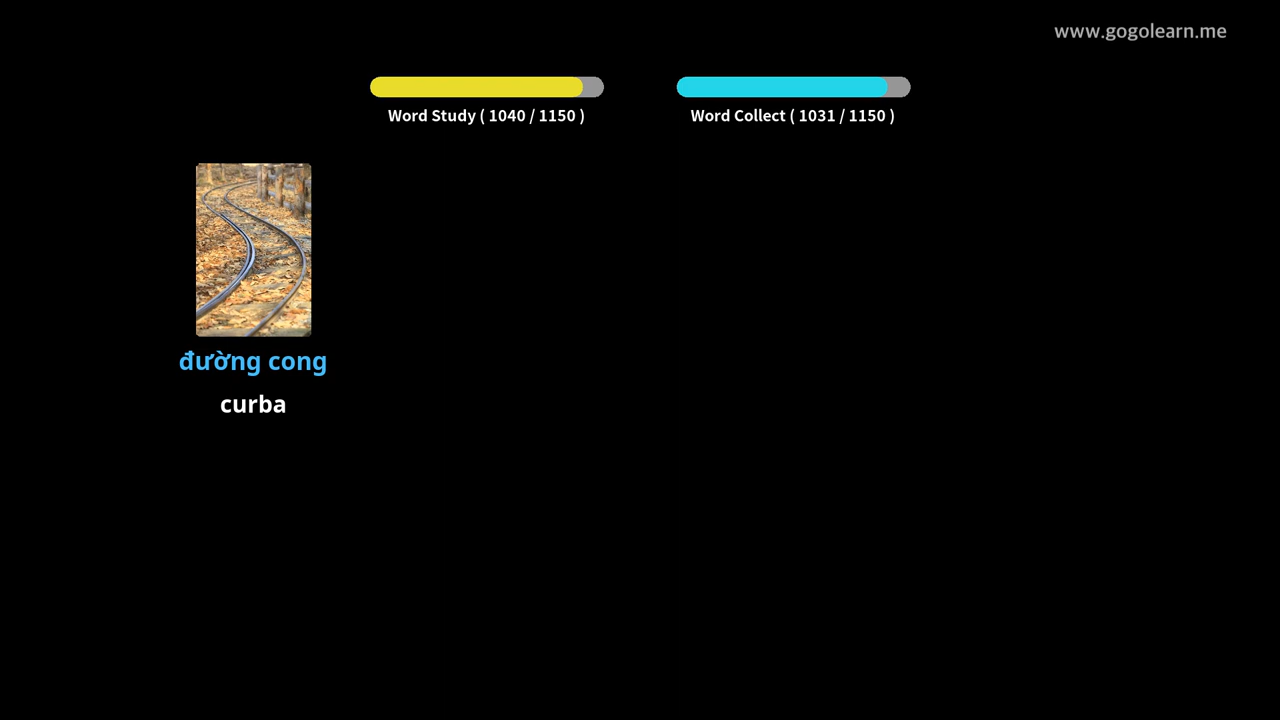 www.gogolearn.me
Word Study ( 1040 / 1150 )
Word Collect ( 1031 / 1150 )
đường cong
curba